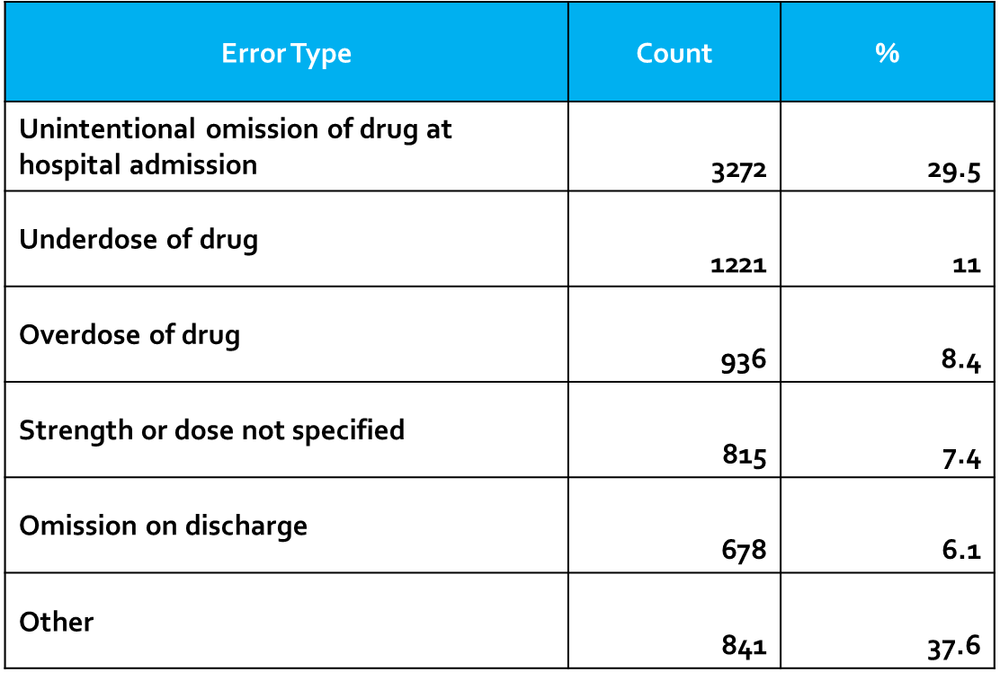 Error Type Count %
Unintentional omission of drug at
hospital admission 3272 29.5
Underdose of drug 1221 11
Overdose of drug 936 8.4
Strength or dose not specified 815 7.4
Omission on discharge 678 6.1
Other 841 37.6